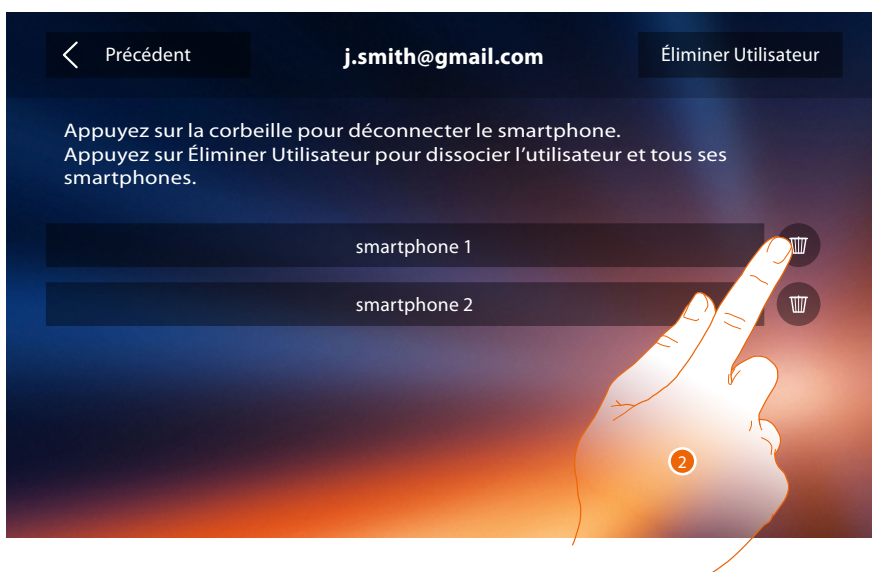 Précédent
j.smith@gmail.com
Éliminer Utilisateur
Appuyez sur la corbeille pour déconnecter le smartphone.
Appuyez sur Éliminer Utilisateur pour dissocier l’utilisateur et tous ses
smartphones.
smartphone 1
smartphone 2
2